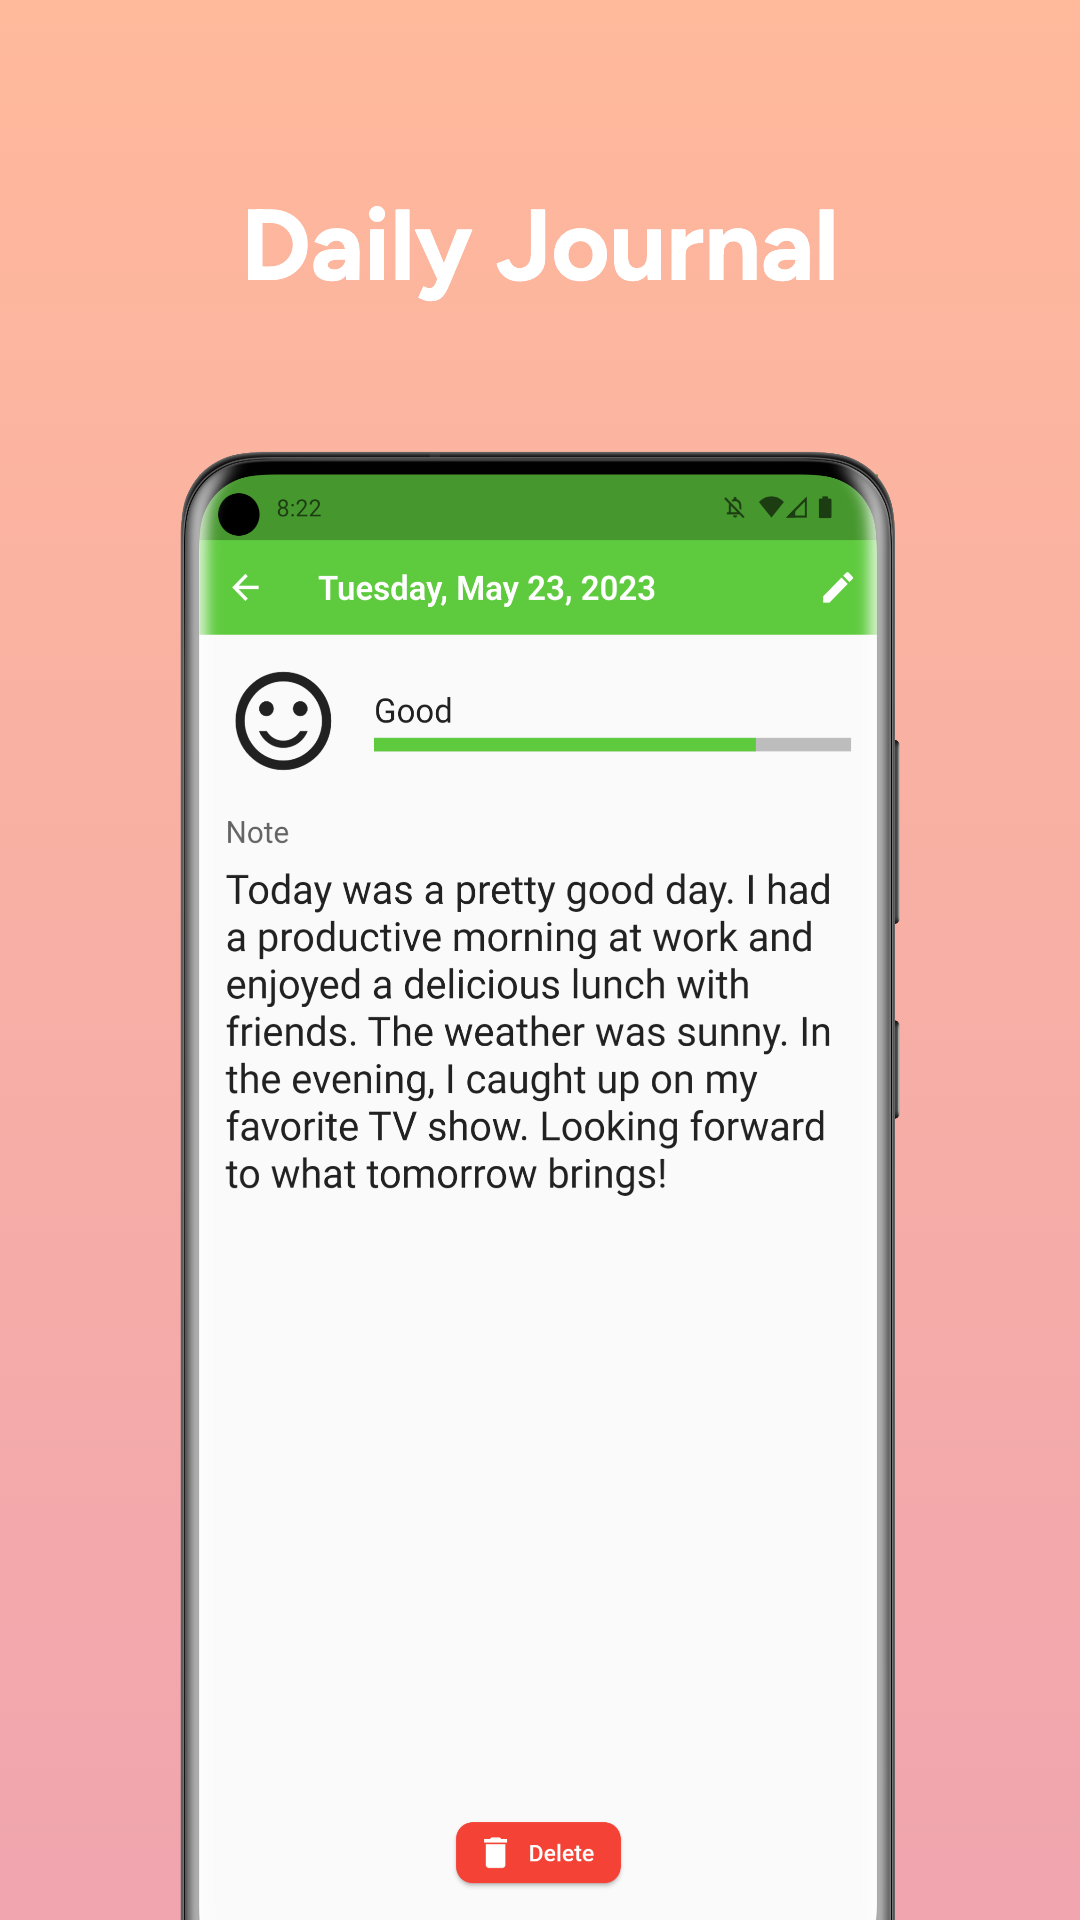 Daily Journal
8:22
Tuesday, May 23, 2023
Good
Note
Today was a pretty good day. I had
a productive morning at work and
enjoyed a delicious lunch with
friends. The weather was sunny. In
the evening, I caught up on my
favorite TV show. Looking forward
to what tomorrow brings!
Delete